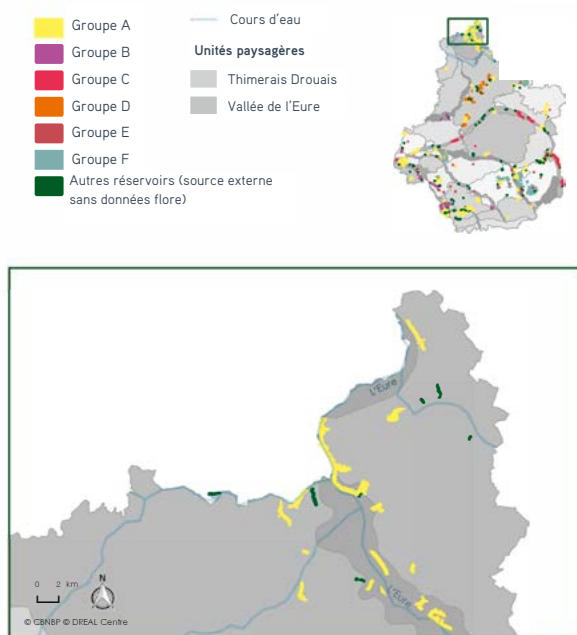 Groupe A
Groupe B
Groupe C
Groupe D
Groupe E
Groupe F
Autres réservoirs (source externe
sans données flore)
Cours d'eau
Unités paysagères
Thimerais Drouais
Vallée de l'Eure
L'Eure
L'Eure
0 2 km
N
© CBNBP © DREAL Centre